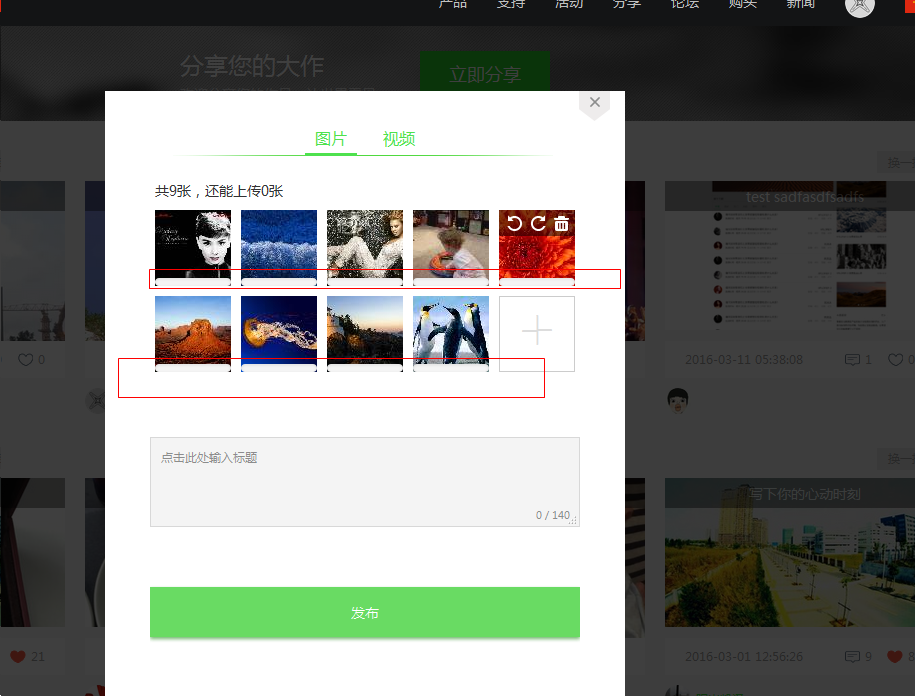 产品 支持 活动 分享 论坛 购买 新闻
分享您的大作
立即分享
图片 视频
换一
共9张，还能上传0张
test sadfasdfsadfs
0
2016-03-11 05:38:08 1 0
换一
点击此处输入标题
写下你的心动时刻
0 / 140
发布
21
2016-03-01 12:56:26 9 8